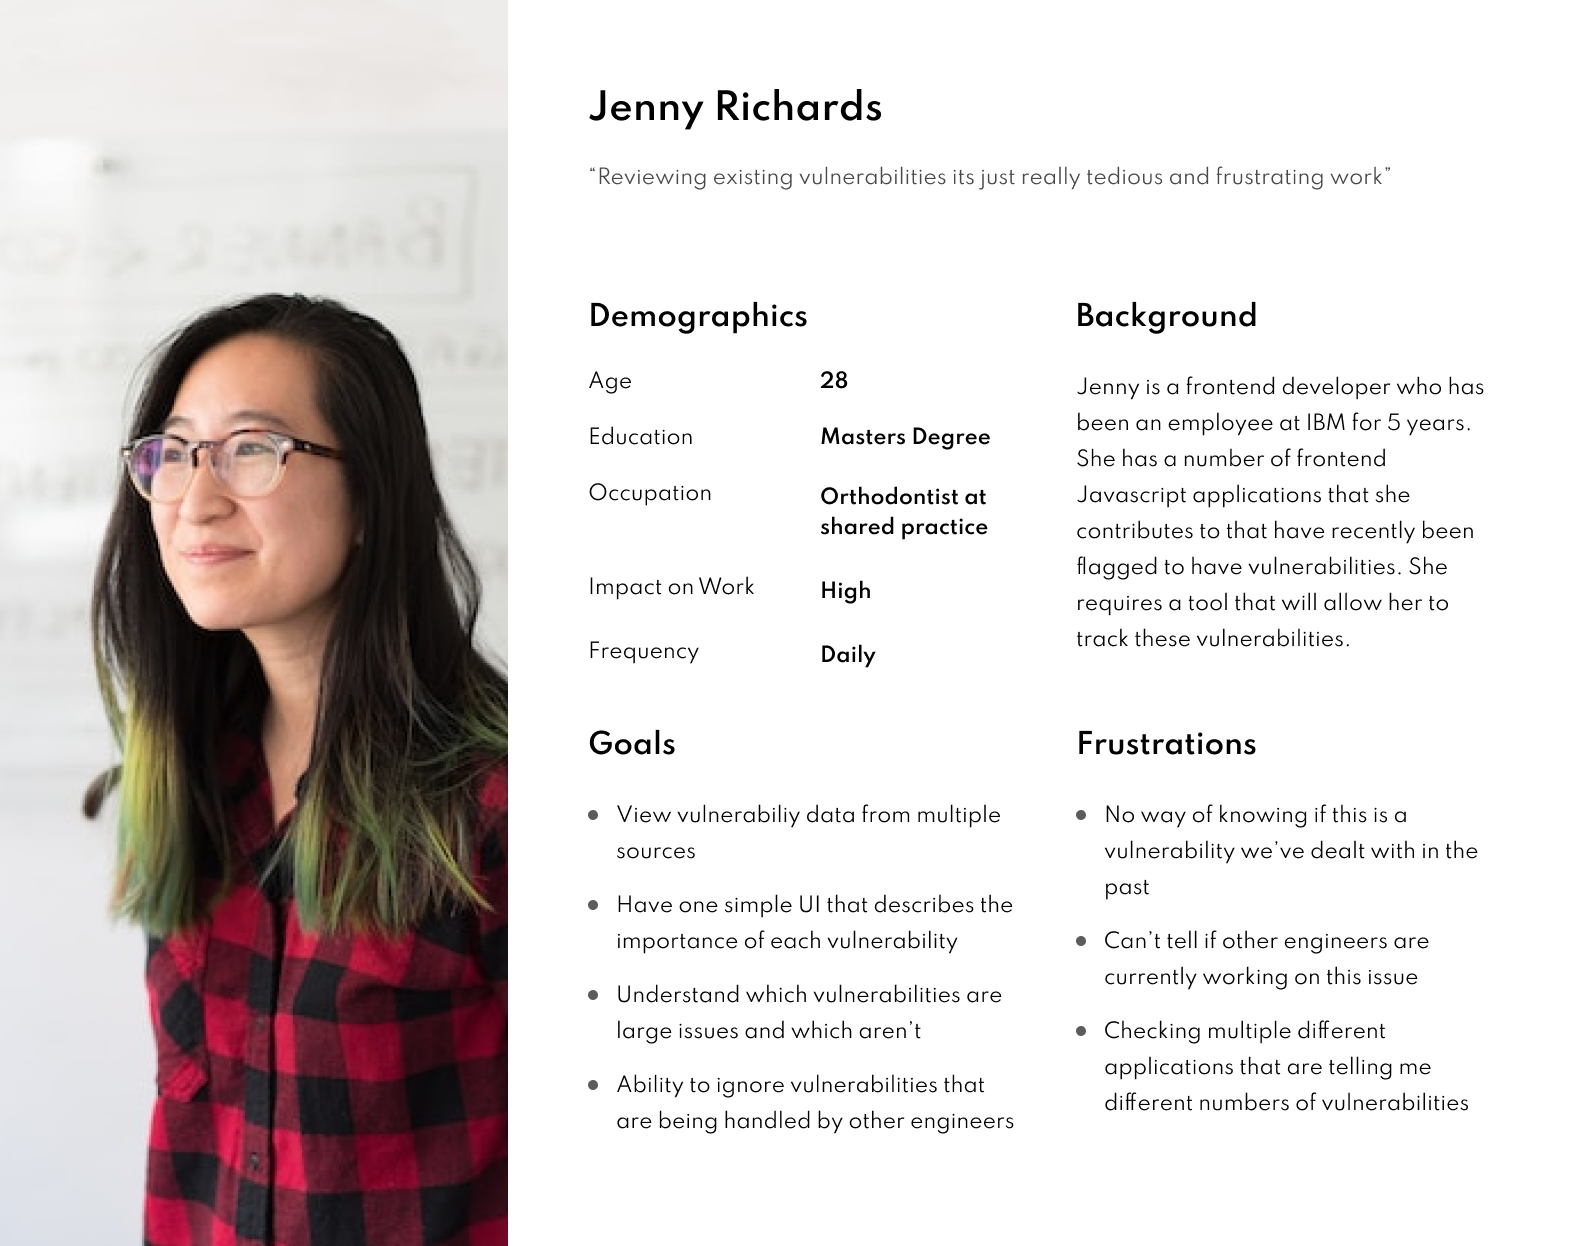 Jenny Richards
“Reviewing existing vulnerabilities its just really tedious and frustrating work”
Demographics
Age 28
Education Masters Degree
Occupation Orthodontist at
shared practice
Impact on Work High
Frequency Daily
Background
Jenny is a frontend developer who has
been an employee at IBM for 5 years.
She has a number of frontend
Javascript applications that she
contributes to that have recently been
flagged to have vulnerabilities. She
requires a tool that will allow her to
track these vulnerabilities.
Goals
View vulnerabiliy data from multiple
sources
Have one simple UI that describes the
importance of each vulnerability
Understand which vulnerabilities are
large issues and which aren’t
Ability to ignore vulnerabilities that
are being handled by other engineers
Frustrations
No way of knowing if this is a
vulnerability we’ve dealt with in the
past
Can’t tell if other engineers are
currently working on this issue
Checking multiple different
applications that are telling me
different numbers of vulnerabilities